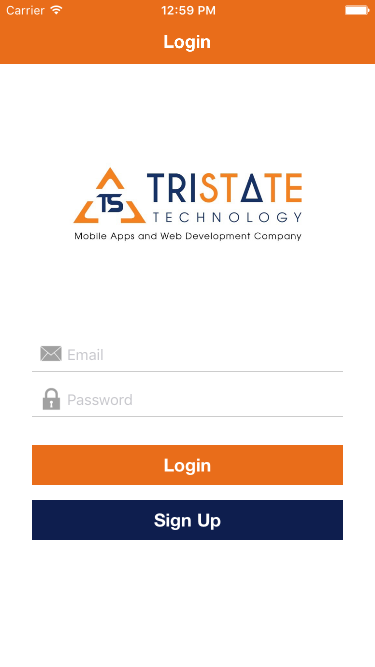 Carrier 12:59 PM
Login
TS
TRISTATE
TECHNOLOGY
Mobile Apps and Web Development Company
Email
Password
Login
Sign Up